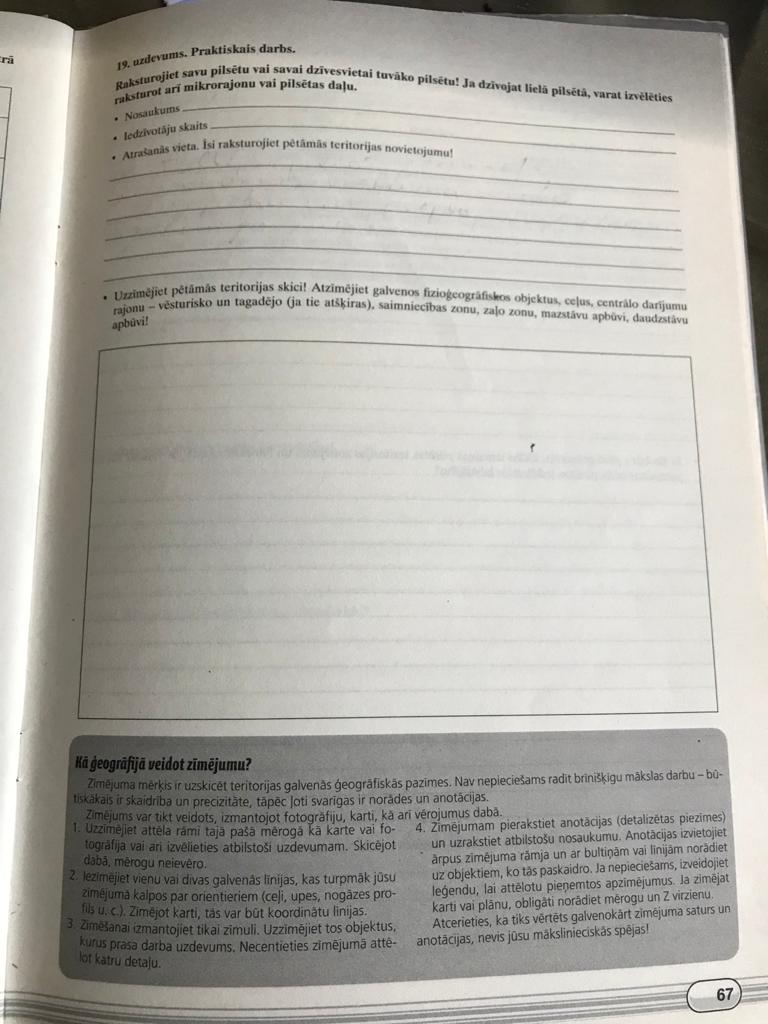 rā
19. uzdevums. Praktiskais darbs.
Raksturojiet savu pilsētu vai savai dzīvesvietai tuvāko pilsētu! Ja dzīvojat lielā pilsētā, varat izvēlēties
raksturot arī mikrorajonu vai pilsētas daļu.
• Nosaukums
• Iedzīvotāju skaits
• Atrašanās vieta. Īsi raksturojiet pētāmās teritorijas novietojumu!
• Uzzīmējiet pētāmās teritorijas skici! Atzīmējiet galvenos fizioģeogrāfiskos objektus, ceļus, centrālo darījumu
rajonu – vēsturisko un tagadējo (ja tie atšķiras), saimniecības zonu, zaļo zonu, mazstāvu apbūvi, daudzstāvu
apbūvi!
Kā ģeogrāfijā veidot zīmējumu?
Zīmējuma mērķis ir uzskicēt teritorijas galvenās ģeogrāfiskās pazīmes. Nav nepieciešams radīt brīnišķīgu mākslas darbu – bū-
tiskākais ir skaidrība un precizitāte, tāpēc ļoti svarīgas ir norādes un anotācijas.
Zīmējums var tikt veidots, izmantojot fotogrāfiju, karti, kā arī vērojumus dabā.
1. Uzzīmējiet attēla rāmi tajā pašā mērogā kā karte vai fo-
togrāfija vai arī izvēlieties atbilstoši uzdevumam. Skicējot
dabā, mērogu neievēro.
2. Iezīmējiet vienu vai divas galvenās līnijas, kas turpmāk jūsu
zīmējumā kalpos par orientieriem (ceļi, upes, nogāzes pro-
fils u. c.). Zīmējot karti, tās var būt koordinātu līnijas.
3. Zīmēšanai izmantojiet tikai zīmuli. Uzzīmējiet tos objektus,
kurus prasa darba uzdevums. Necentieties zīmējumā attē-
lot katru detaļu.
4. Zīmējumam pierakstiet anotācijas (detalizētas piezīmes)
un uzrakstiet atbilstošu nosaukumu. Anotācijas izvietojiet
ārpus zīmējuma rāmja un ar bultiņām vai līnijām norādiet
uz objektiem, ko tās paskaidro. Ja nepieciešams, izveidojiet
leģendu, lai attēlotu pieņemtos apzīmējumus. Ja zīmējat
karti vai plānu, obligāti norādiet mērogu un Z virzienu.
Atcerieties, ka tiks vērtēts galvenokārt zīmējuma saturs un
anotācijas, nevis jūsu mākslinieciskās spējas!
67